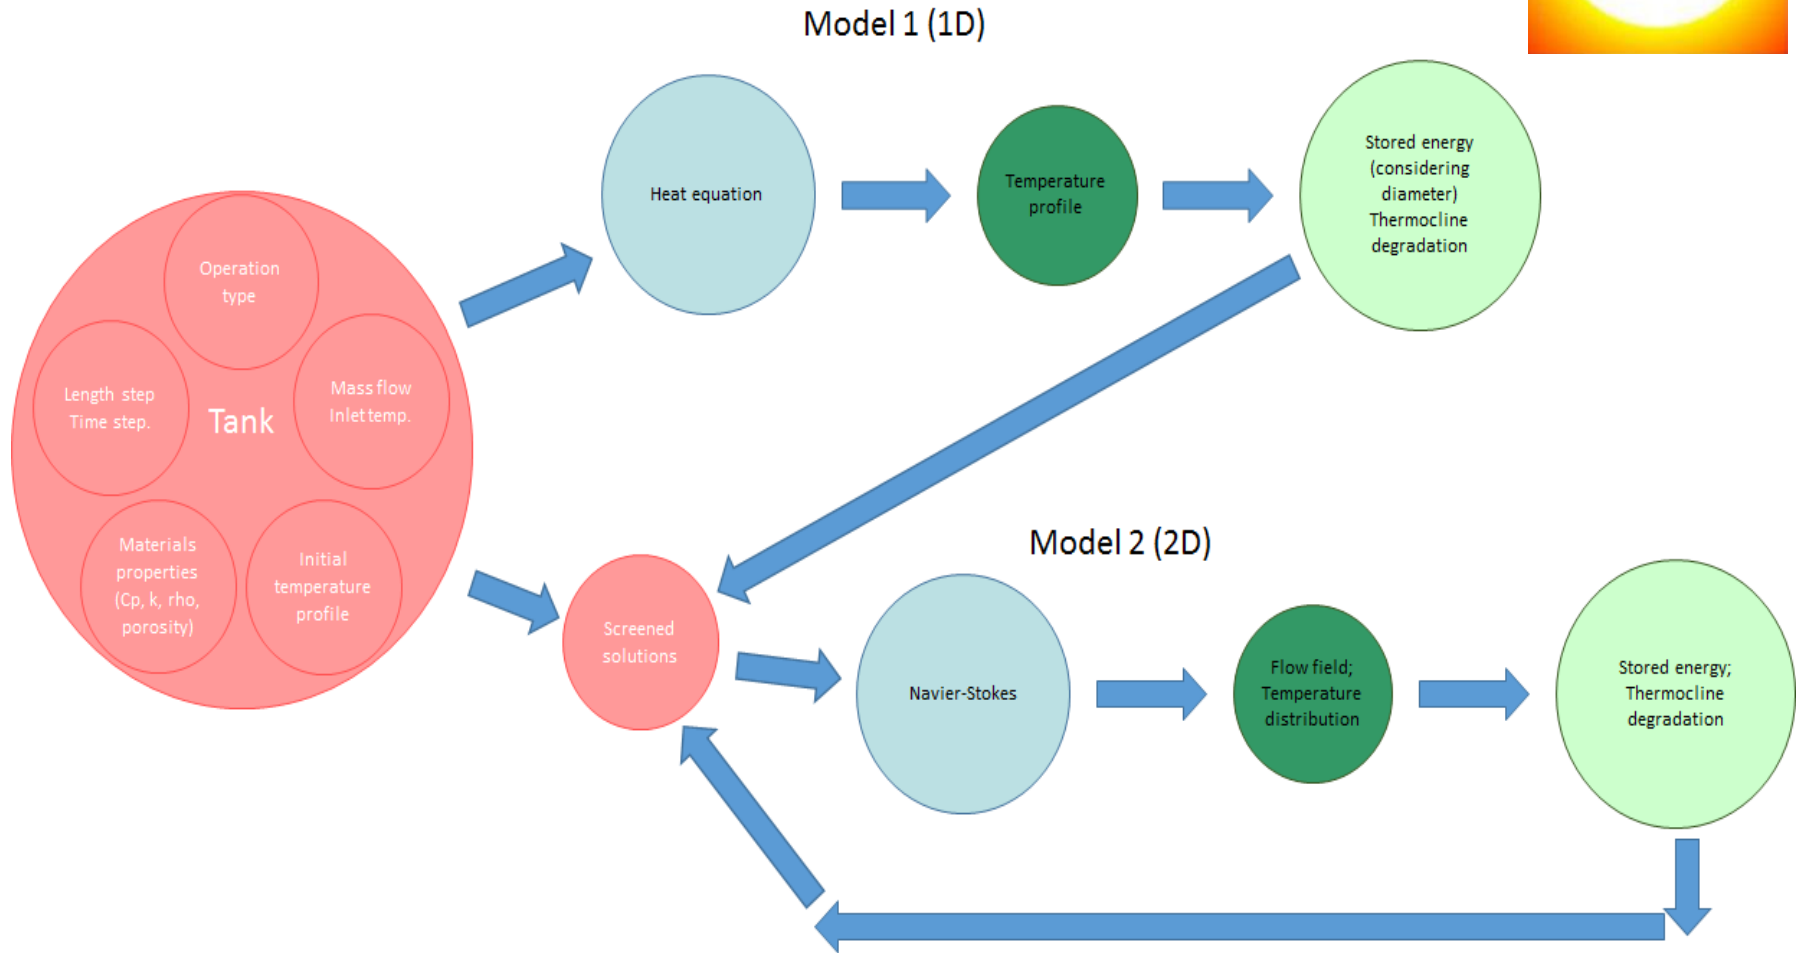 Model 1 (1D)
Heat equation
Temperature
profile
Stored energy
(considering
diameter)
Thermocline
degradation
Operation
type
Length step
Time step.
Tank
Mass flow
Inlet temp.
Materials
properties
(Cp, k, rho,
porosity)
Initial
temperature
profile
Model 2 (2D)
Screened
solutions
Navier-Stokes
Flow field;
Temperature
distribution
Stored energy;
Thermocline
degradation